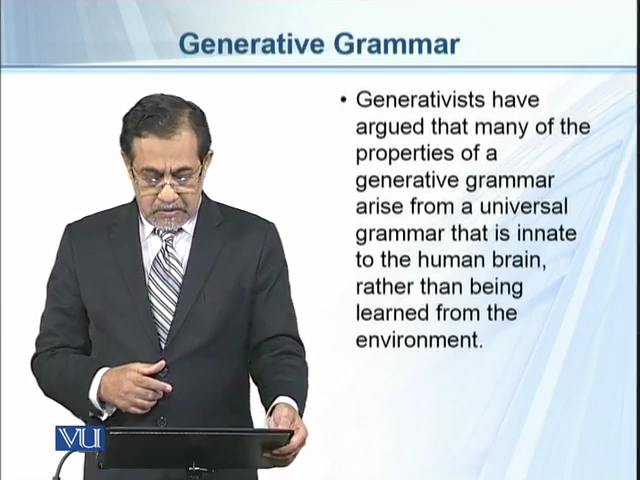 Generative Grammar
• Generativists have
argued that many of the
properties of a
generative grammar
arise from a universal
grammar that is innate
to the human brain,
rather than being
learned from the
environment.
VU